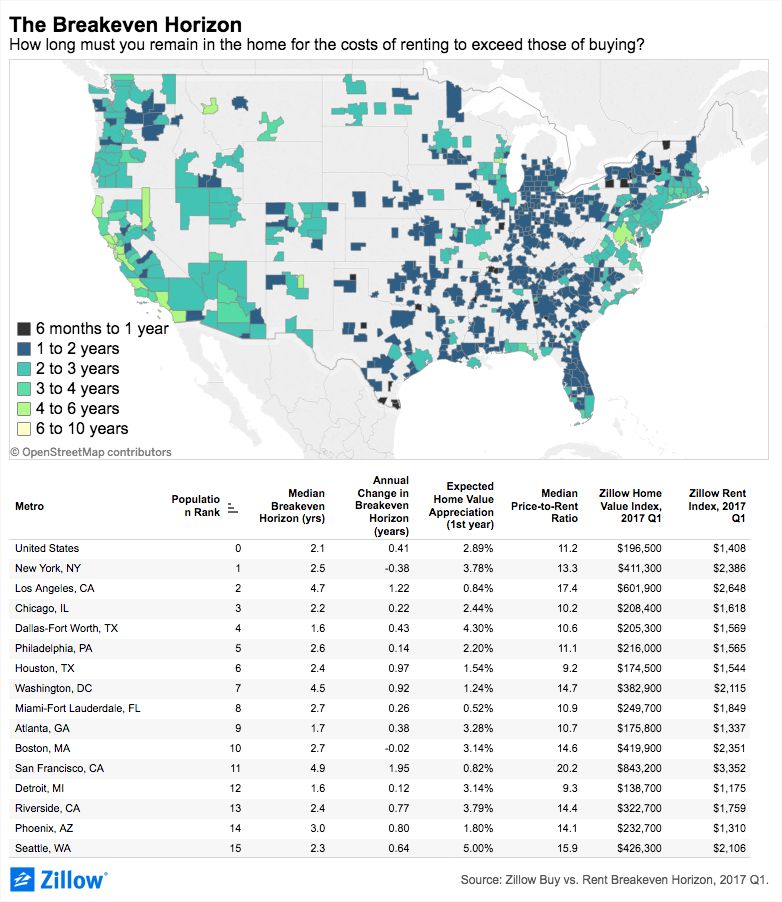 The Breakeven Horizon
How long must you remain in the home for the costs of renting to exceed those of buying?
6 months to 1 year
1 to 2 years
2 to 3 years
3 to 4 years
4 to 6 years
6 to 10 years
© OpenStreetMap contributors
Metro Populatio n Rank Median Breakeven Horizon (yrs) Annual Change in Breakeven Horizon (years) Expected Home Value Appreciation (1st year) Median Price-to-Rent Ratio Zillow Home Value Index, 2017 Q1 Zillow Rent Index, 2017 Q1
United States 0 2.1 0.41 2.89% 11.2 $196,500 $1,408
New York, NY 1 2.5 -0.38 3.78% 13.3 $411,300 $2,386
Los Angeles, CA 2 4.7 1.22 0.84% 17.4 $601,900 $2,648
Chicago, IL 3 2.2 0.22 2.44% 10.2 $208,400 $1,618
Dallas-Fort Worth, TX 4 1.6 0.43 4.30% 10.6 $205,300 $1,569
Philadelphia, PA 5 2.6 0.14 2.20% 11.1 $216,000 $1,565
Houston, TX 6 2.4 0.97 1.54% 9.2 $174,500 $1,544
Washington, DC 7 4.5 0.92 1.24% 14.7 $382,900 $2,115
Miami-Fort Lauderdale, FL 8 2.7 0.26 0.52% 10.9 $249,700 $1,849
Atlanta, GA 9 1.7 0.38 3.28% 10.7 $175,800 $1,337
Boston, MA 10 2.7 -0.02 3.14% 14.6 $419,900 $2,351
San Francisco, CA 11 4.9 1.95 0.82% 20.2 $843,200 $3,352
Detroit, MI 12 1.6 0.12 3.14% 9.3 $138,700 $1,175
Riverside, CA 13 2.4 0.77 3.79% 14.4 $322,700 $1,759
Phoenix, AZ 14 3.0 0.80 1.80% 14.1 $232,700 $1,310
Seattle, WA 15 2.3 0.64 5.00% 15.9 $426,300 $2,106
Zillow
Source: Zillow Buy vs. Rent Breakeven Horizon, 2017 Q1.